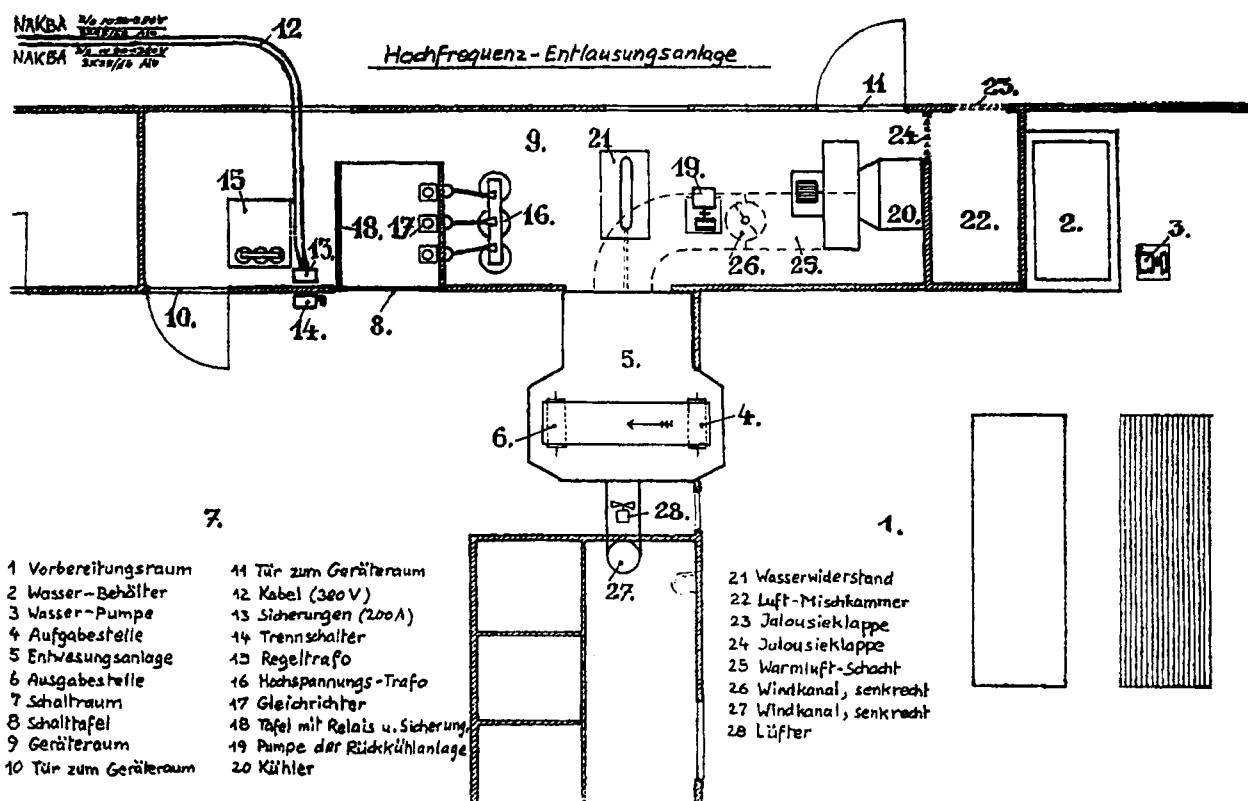 NAKBA
NAKBA
12
Hochfrequenz-Entlausungsanlage
11
23.
9.
21
24
19.
15
18.
17
16.
20.
22.
2.
3.
13.
26.
25.
10.
14.
8.
5.
6.
4.
28.
7.
1.
27.
1 Vorbereitungsraum
2 Wasser-Behälter
3 Wasser-Pumpe
4 Aufgabestelle
5 Entwesungsanlage
6 Ausgabestelle
7 Schaltraum
8 Schalttafel
9 Geräteraum
10 Tür zum Geräteraum
11 Tür zum Geräteraum
12 Kabel (380V)
13 Sicherungen (200A)
14 Trennschalter
15 Regeltrafo
16 Hochspannungs-Trafo
17 Gleichrichter
18 Tafel mit Relais u. Sicherung.
19 Pumpe der Rückkühlanlage
20 Kühler
21 Wasserwiderstand
22 Luft-Mischkammer
23 Jalousieklappe
24 Jalousieklappe
25 Warmluft-Schacht
26 Windkanal, senkrecht
27 Windkanal, senkrecht
28 Lüfter